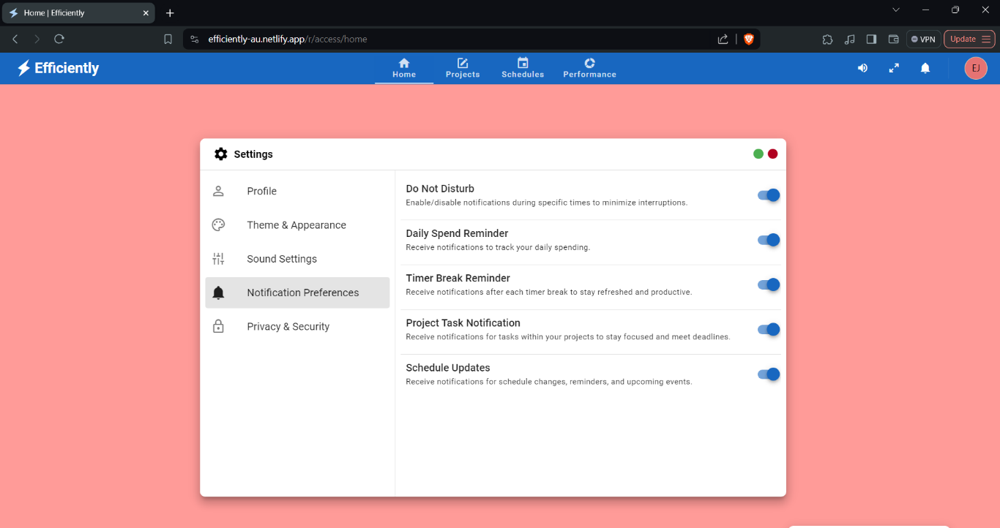 Home | Efficiently
efficiently-au.netlify.app/r/access/home
VPN
Update
Efficiently
Home
Projects
Schedules
Performance
EJ
Settings
Profile
Theme & Appearance
Sound Settings
Notification Preferences
Privacy & Security
Do Not Disturb
Enable/disable notifications during specific times to minimize interruptions.
Daily Spend Reminder
Receive notifications to track your daily spending.
Timer Break Reminder
Receive notifications after each timer break to stay refreshed and productive.
Project Task Notification
Receive notifications for tasks within your projects to stay focused and meet deadlines.
Schedule Updates
Receive notifications for schedule changes, reminders, and upcoming events.